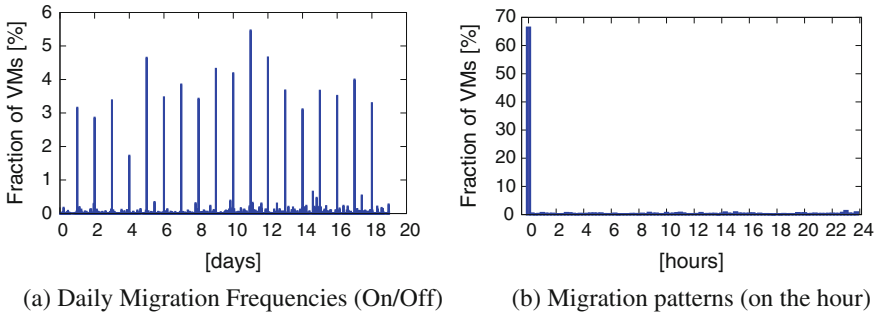 6
5
4
3
2
1
0
Fraction of VMs [%]
0 2 4 6 8 10 12 14 16 18 20
[days]
(a) Daily Migration Frequencies (On/Off)
70
60
50
40
30
20
10
0
Fraction of VMs [%]
0 2 4 6 8 10 12 14 16 18 20 22 24
[hours]
(b) Migration patterns (on the hour)